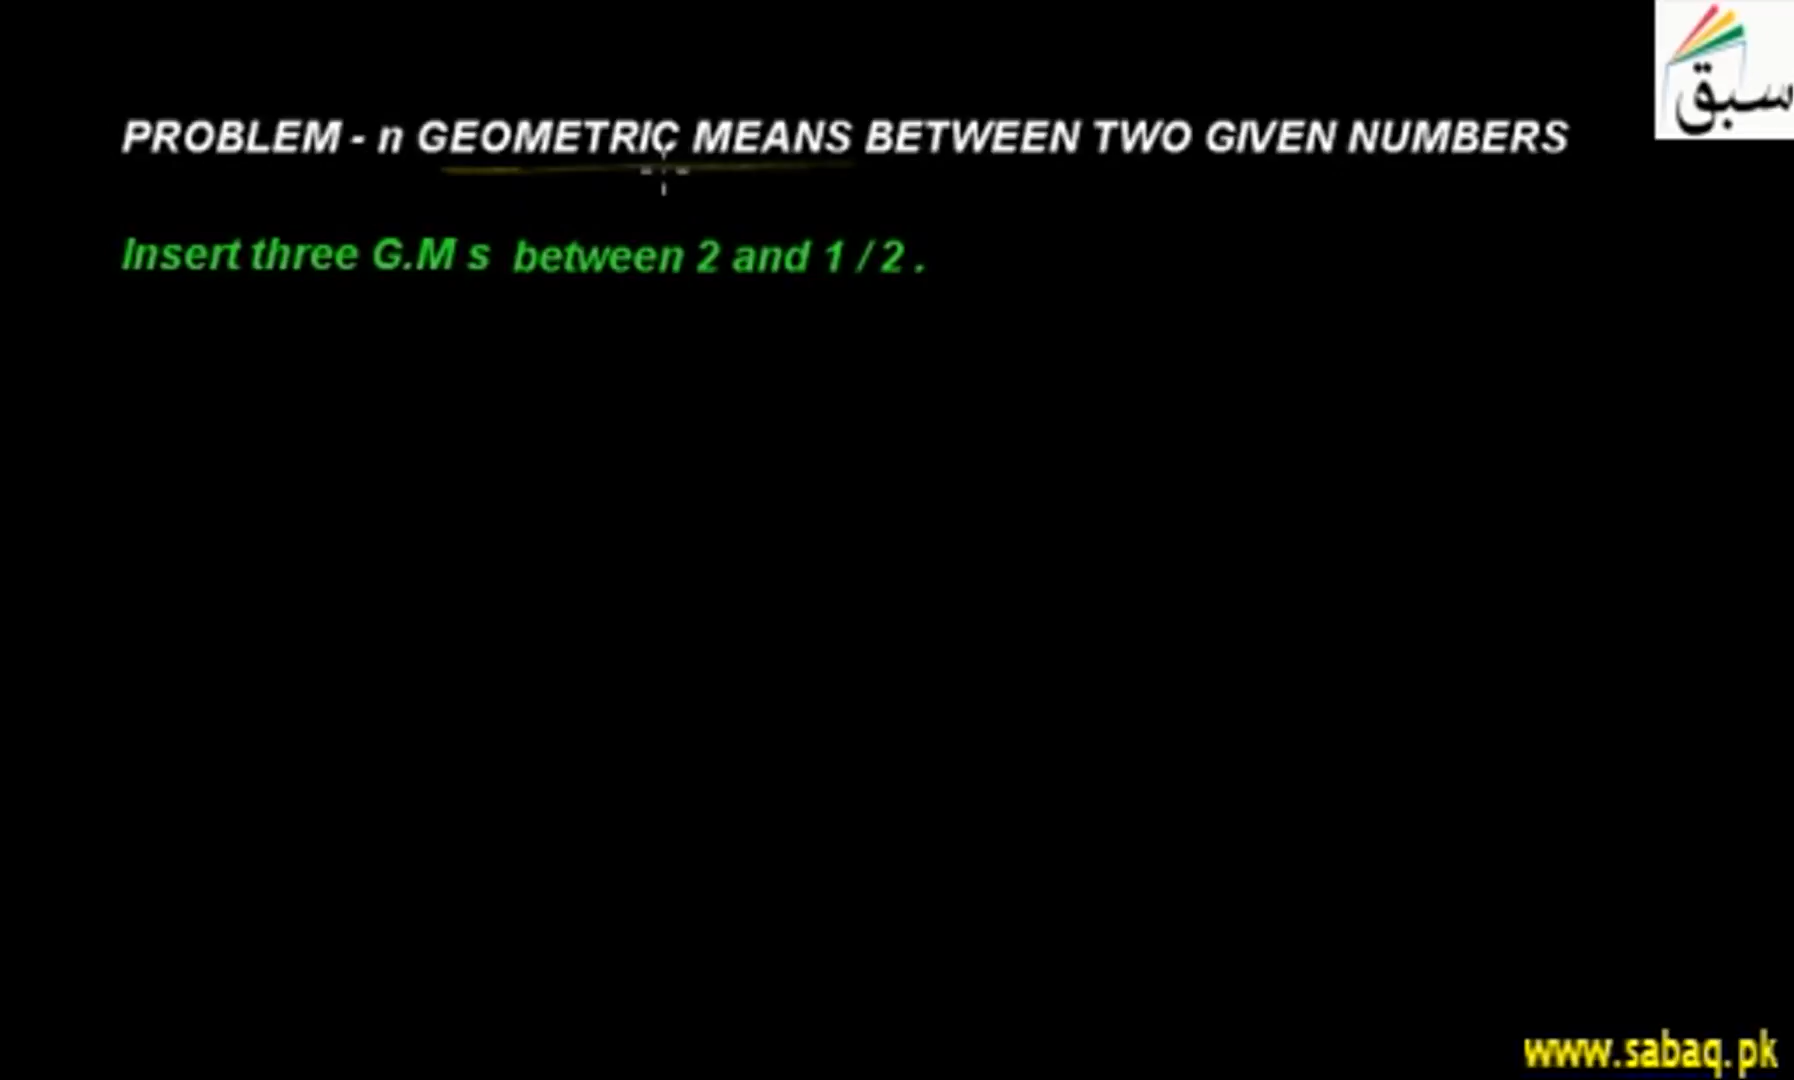 سبق
PROBLEM - n GEOMETRIC MEANS BETWEEN TWO GIVEN NUMBERS
Insert three G.M s between 2 and 1 / 2 .
www.sabaq.pk